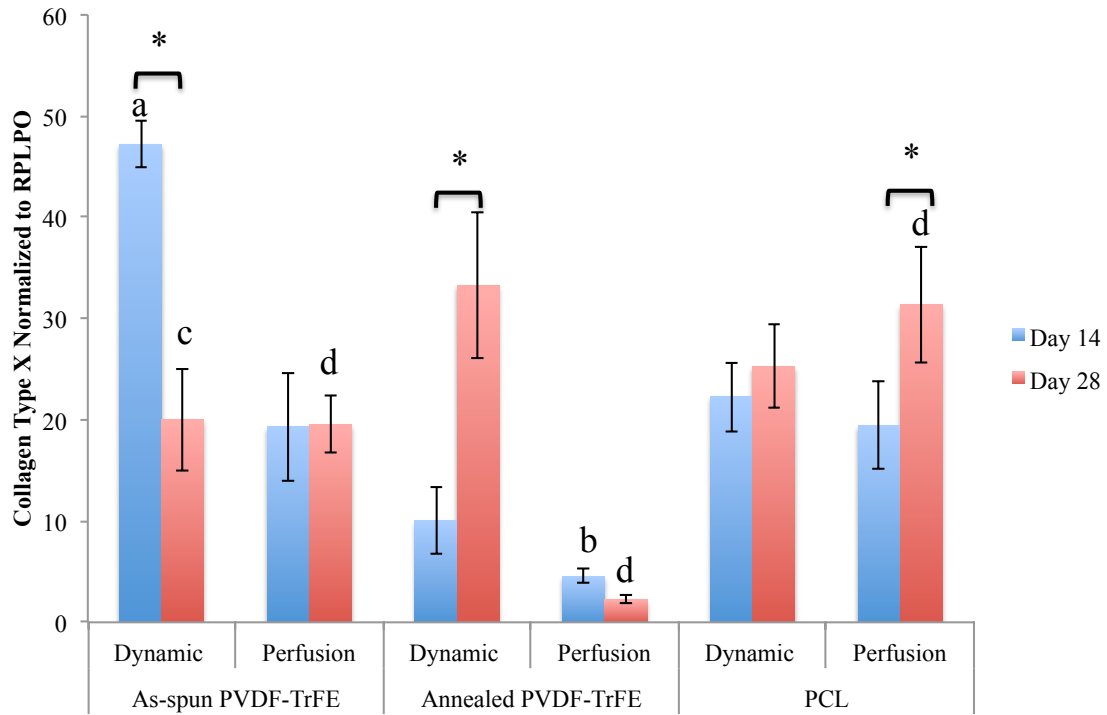 Collagen Type X Normalized to RPLPO
60
50
40
30
20
10
0
*
a
c
d
*
b
d
*
d
Day 14
Day 28
Dynamic Perfusion Dynamic Perfusion Dynamic Perfusion
As-spun PVDF-TrFE Annealed PVDF-TrFE PCL